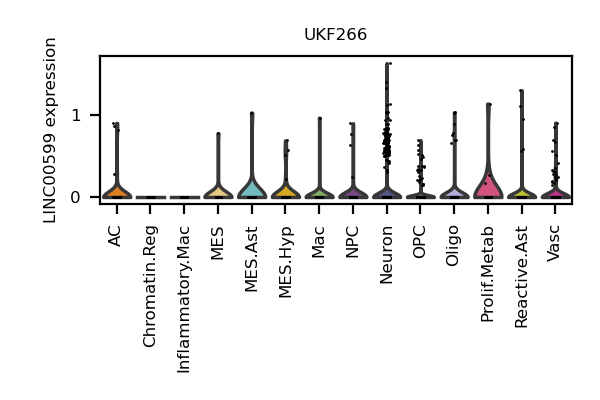 UKF266
LINC00599 expression
1
0
AC
Chromatin.Reg
Inflammatory.Mac
MES
MES.Ast
MES.Hyp
Mac
NPC
Neuron
OPC
Oligo
Prolif.Metab
Reactive.Ast
Vasc